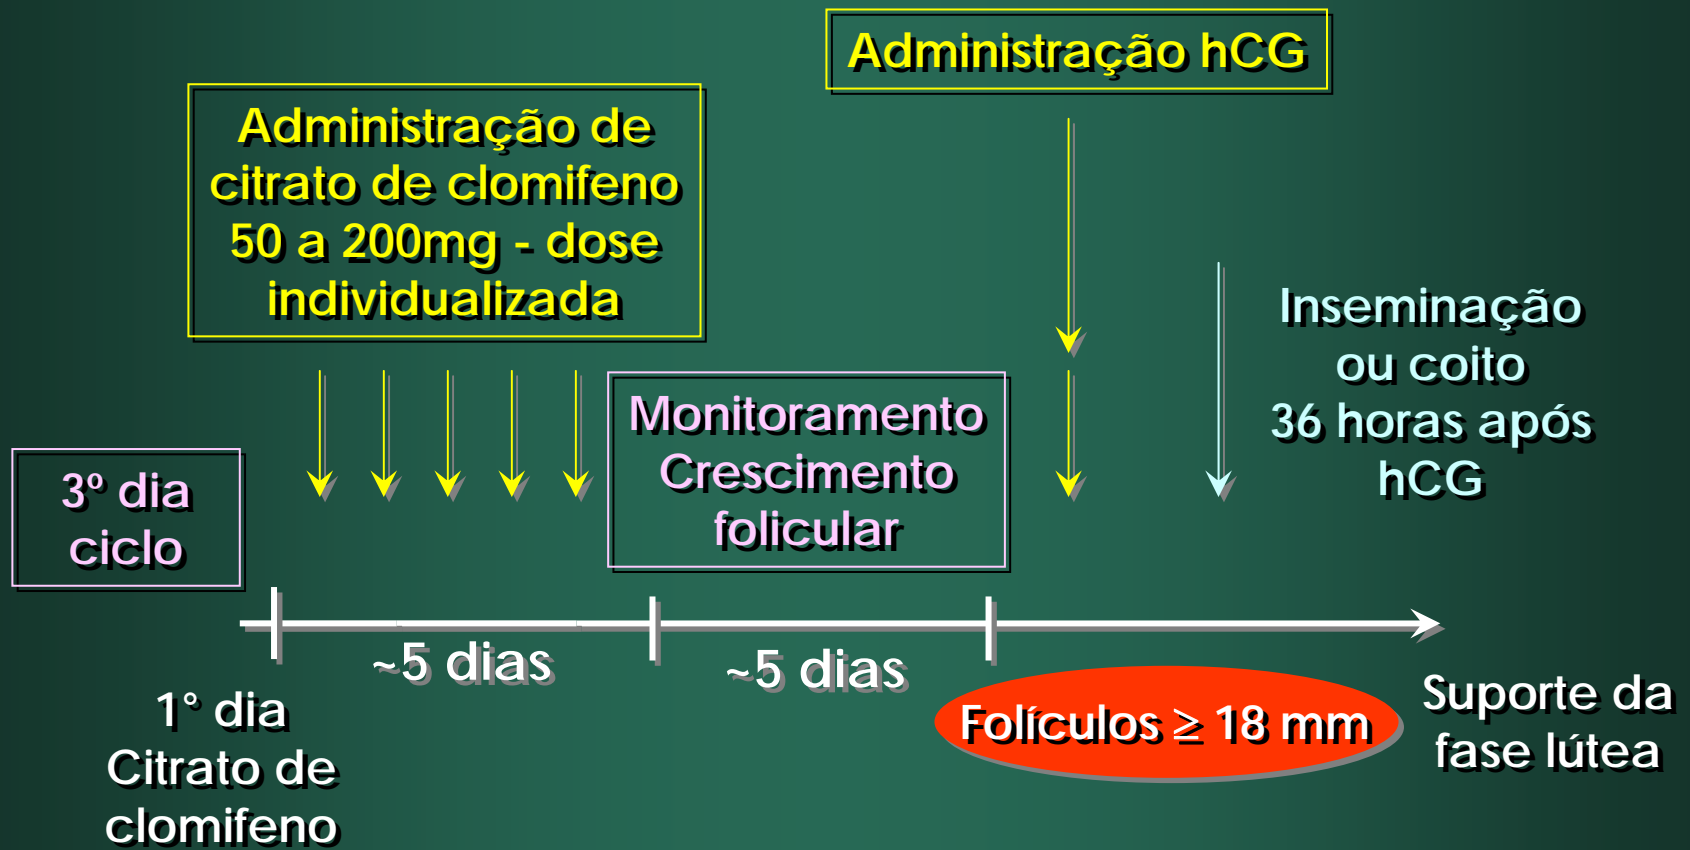 Administração hCG
Administração de
citrato de clomifeno
50 a 200mg - dose
individualizada
Inseminação
ou coito
36 horas após
hCG
Monitoramento
Crescimento
folicular
3º dia
ciclo
~5 dias
~5 dias
1° dia
Citrato de
clomifeno
Folículos ≥ 18 mm
Suporte da
fase lútea